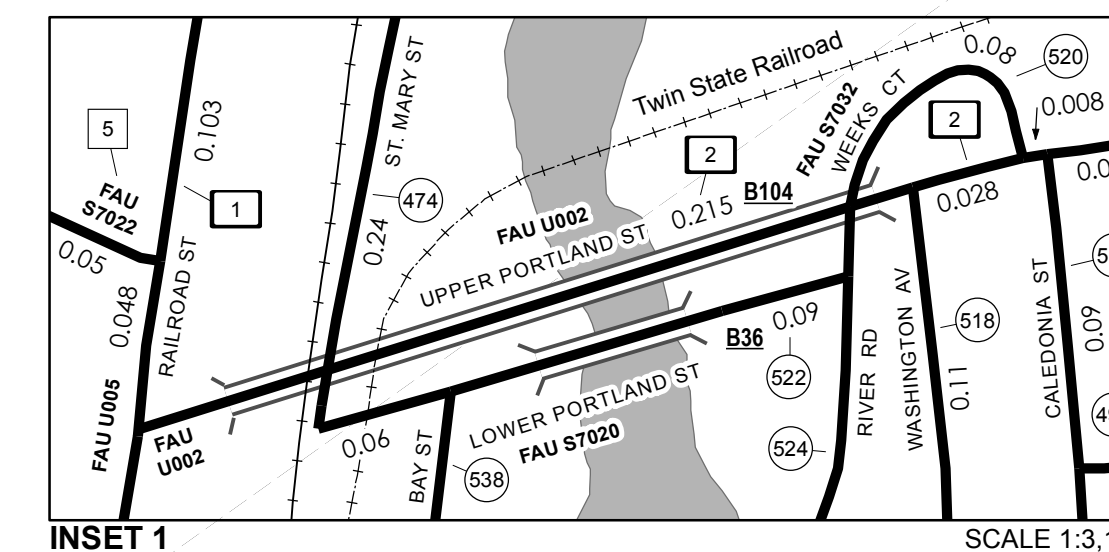 5
FAU
S7022
0.05
0.048
0.103
1
RAILROAD ST
FAU U005
FAU
U002
ST. MARY ST
474
0.24
Twin State Railroad
FAU U002
UPPER PORTLAND ST
0.215
2
B104
FAU S7032
WEEKS CT
0.08
520
0.008
2
0.028
0.06
BAY ST
538
LOWER PORTLAND ST
FAU S7020
B36
0.09
522
524
RIVER RD
WASHINGTON AV
518
0.11
CALEDONIA ST
0.09
INSET 1
SCALE 1:3,